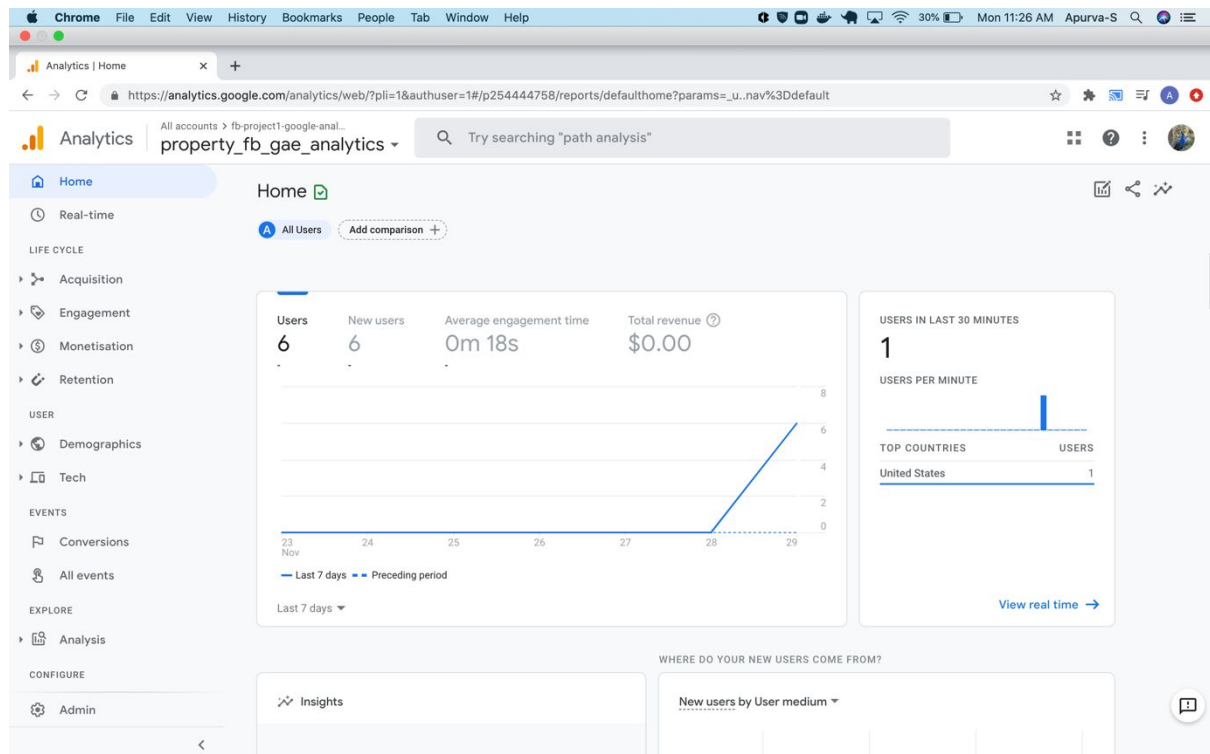 Chrome File Edit View History Bookmarks People Tab Window Help 30% Mon 11:26 AM Apurva-S
Analytics | Home
https://analytics.google.com/analytics/web/?pli=1&authuser=1#/p254444758/reports/defaulthome?params=_u..nav%3Ddefault A
Analytics
All accounts > fb-project1-google-anal...
property_fb_gae_analytics
Try searching "path analysis"
Home
Real-time
LIFE CYCLE
Acquisition
Engagement
Monetisation
Retention
USER
Demographics
Tech
EVENTS
Conversions
All events
EXPLORE
Analysis
CONFIGURE
Admin
Home
A All Users Add comparison +
Users New users Average engagement time Total revenue
6 6 0m 18s $0.00
- - -
8
6
4
2
0
23 24 25 26 27 28 29
Nov
Last 7 days Preceding period
Last 7 days
USERS IN LAST 30 MINUTES
1
USERS PER MINUTE
TOP COUNTRIES USERS
United States 1
View real time
WHERE DO YOUR NEW USERS COME FROM?
Insights
New users by User medium